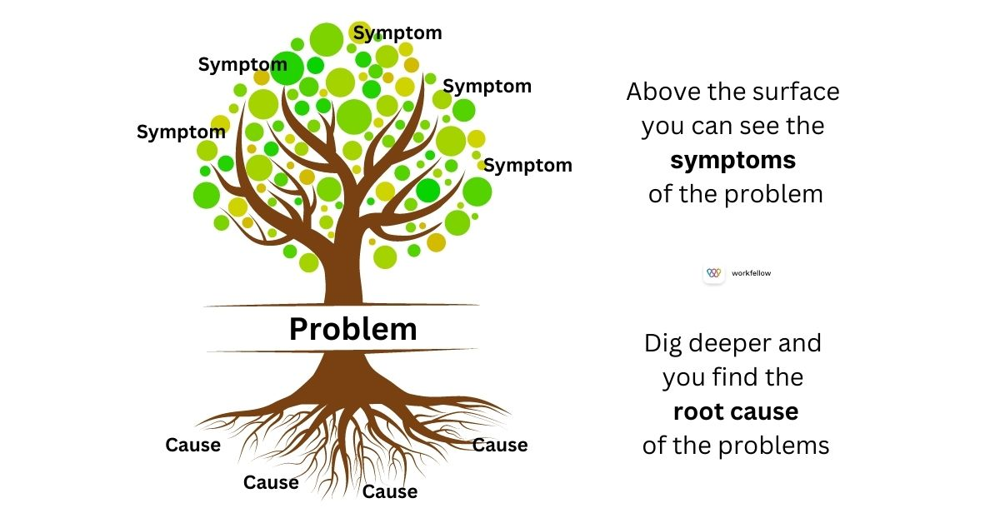 Symptom
Symptom
Symptom
Symptom
Symptom
Problem
Cause
Cause
Cause
Cause
Above the surface
you can see the
symptoms
of the problem
workfellow
Dig deeper and
you find the
root cause
of the problems